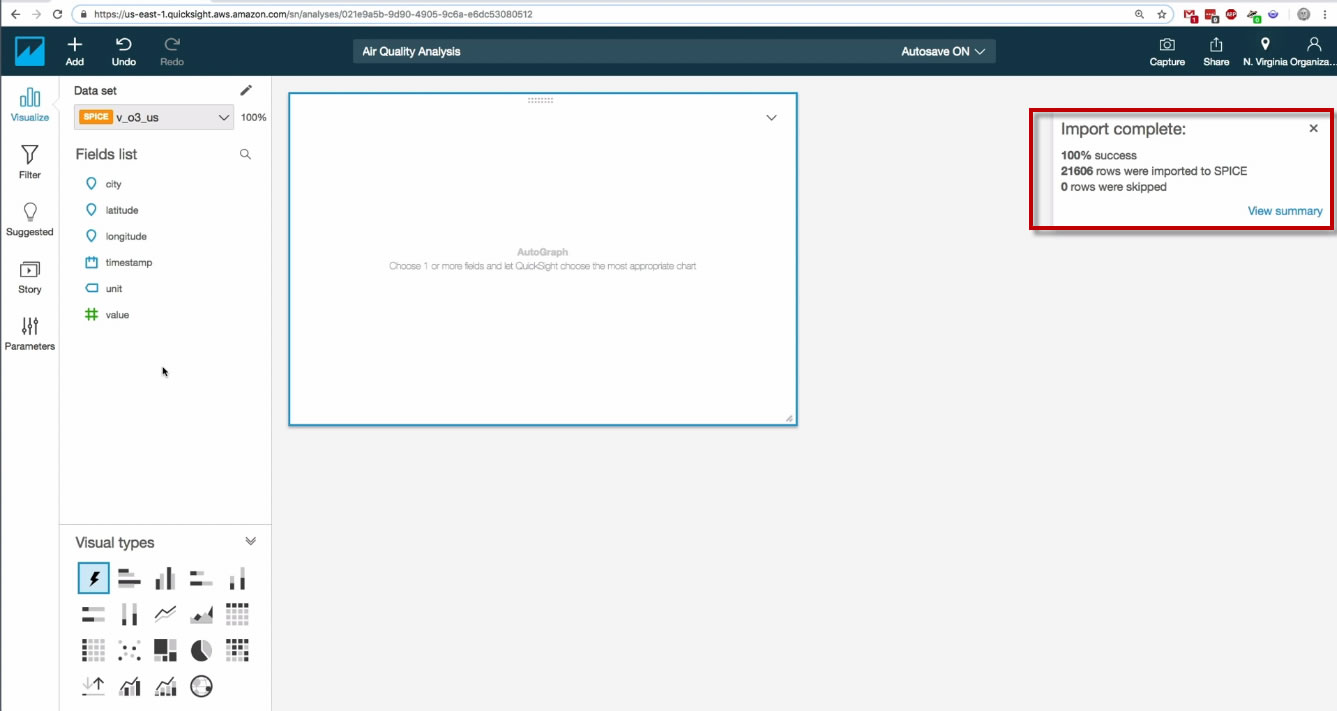 https://us-east-1.quicksight.aws.amazon.com/sn/analyses/021e9a5b-9d90-4905-9c6a-e6dc53080512
Add
Undo
Redo
Air Quality Analysis
Autosave ON
Capture
Share
N. Virginia
Organiza...
Visualize
Filter
Suggested
Story
Parameters
Data set
SPICE v_o3_us
100%
Fields list
city
latitude
longitude
timestamp
unit
value
AutoGraph
Choose 1 or more fields and let QuickSight choose the most appropriate chart
Import complete:
100% success
21606 rows were imported to SPICE
0 rows were skipped
View summary
Visual types